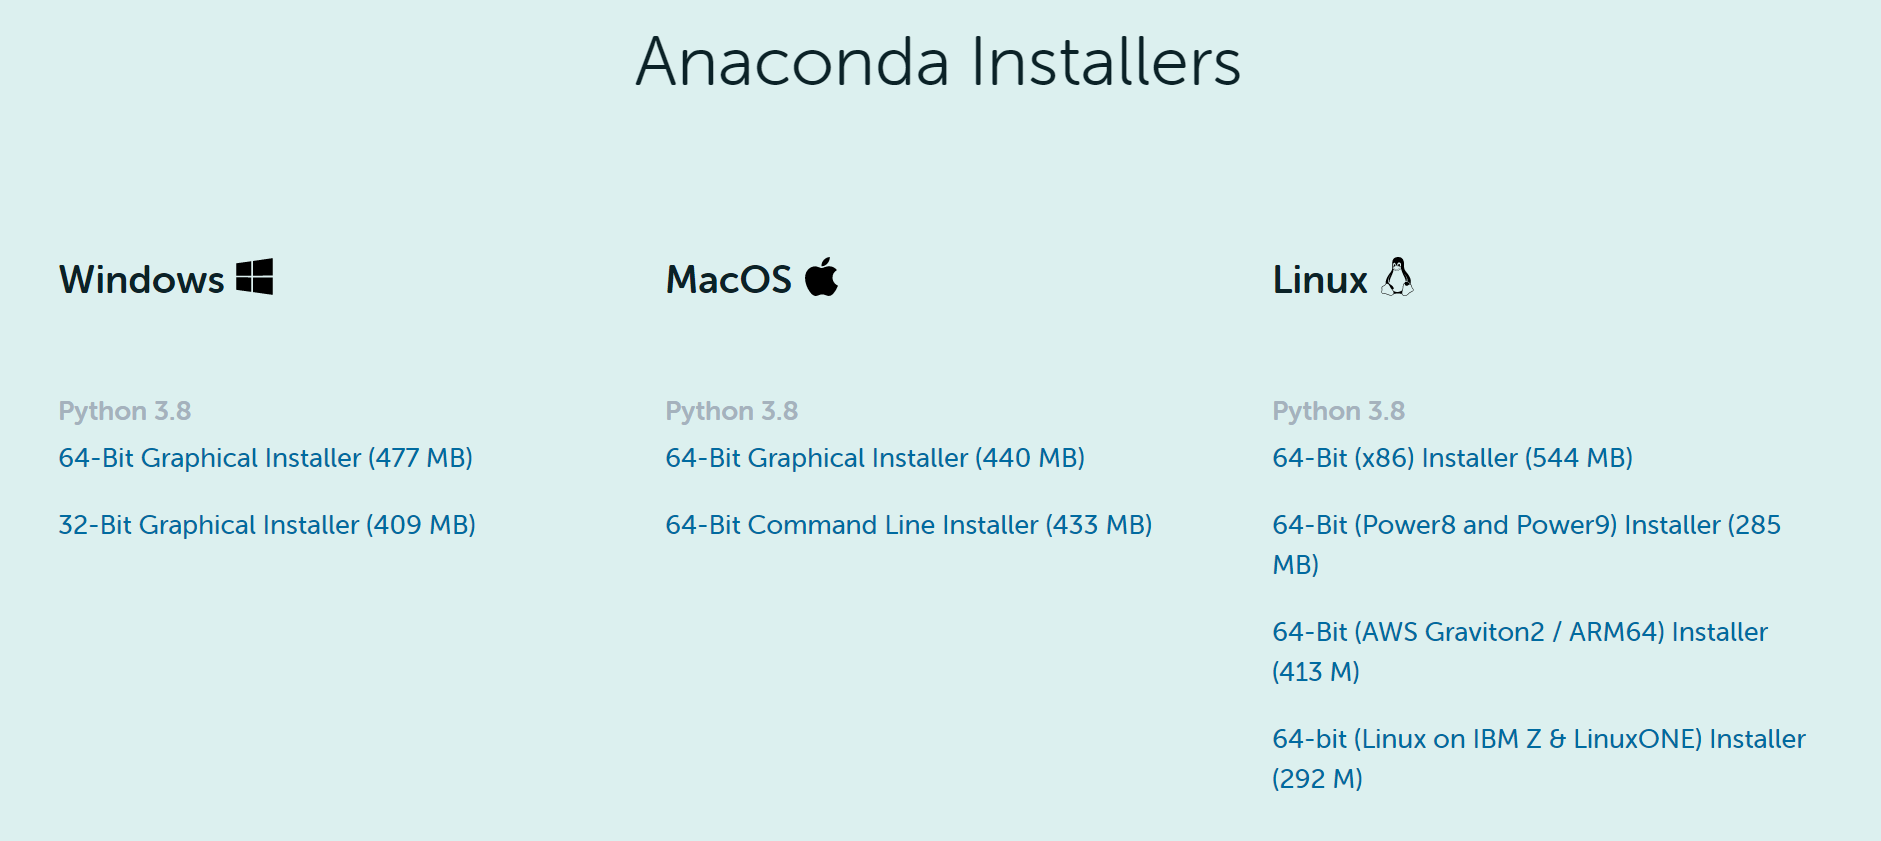 Anaconda Installers
Windows
Python 3.8
64-Bit Graphical Installer (477 MB)
32-Bit Graphical Installer (409 MB)
MacOS
Python 3.8
64-Bit Graphical Installer (440 MB)
64-Bit Command Line Installer (433 MB)
Linux
Python 3.8
64-Bit (x86) Installer (544 MB)
64-Bit (Power8 and Power9) Installer (285
MB)
64-Bit (AWS Graviton2 / ARM64) Installer
(413 M)
64-bit (Linux on IBM Z & LinuxONE) Installer
(292 M)